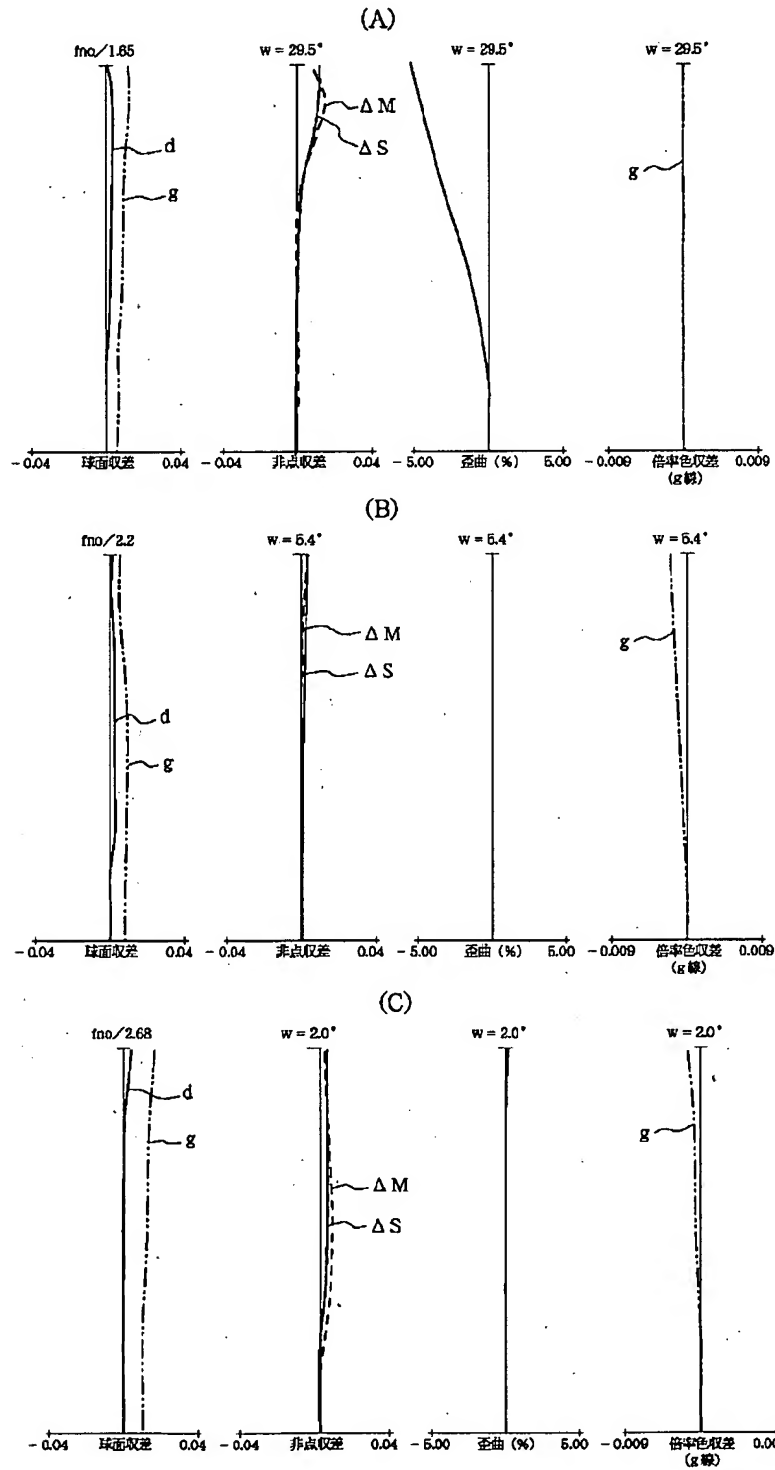 (A)
fno/1.65
w = 29.5°
w = 29.5°
w = 29.5°
ΔM
ΔS
d
g
g
-0.04 球面収差 0.04
-0.04 非点収差 0.04
-5.00 歪曲 (%) 5.00
-0.009 倍率色収差 0.009
(g線)
(B)
fno/2.2
w = 5.4°
w = 5.4°
w = 5.4°
ΔM
g
ΔS
d
g
-0.04 球面収差 0.04
-0.04 非点収差 0.04
-5.00 歪曲 (%) 5.00
-0.009 倍率色収差 0.009
(g線)
(C)
fno/2.68
w = 2.0°
w = 2.0°
w = 2.0°
d
g
g
ΔM
ΔS
-0.04 球面収差 0.04
-0.04 非点収差 0.04
-5.00 歪曲 (%) 5.00
-0.009 倍率色収差
(g線)